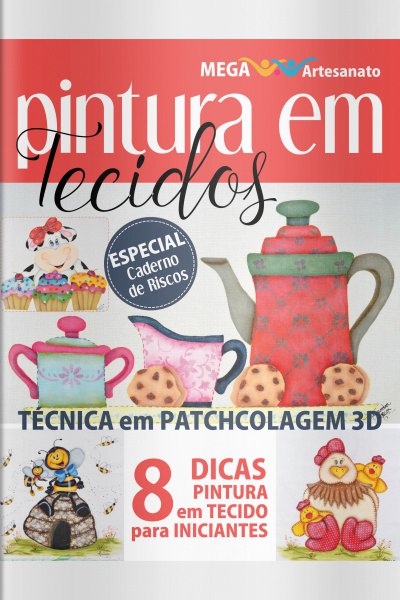 MEGA Artesanato
pintura em
Tecidos
ESPECIAL
Caderno
de Riscos
TÉCNICA em PATCHCOLAGEM 3D
8 DICAS
PINTURA
em TECIDO
para INICIANTES